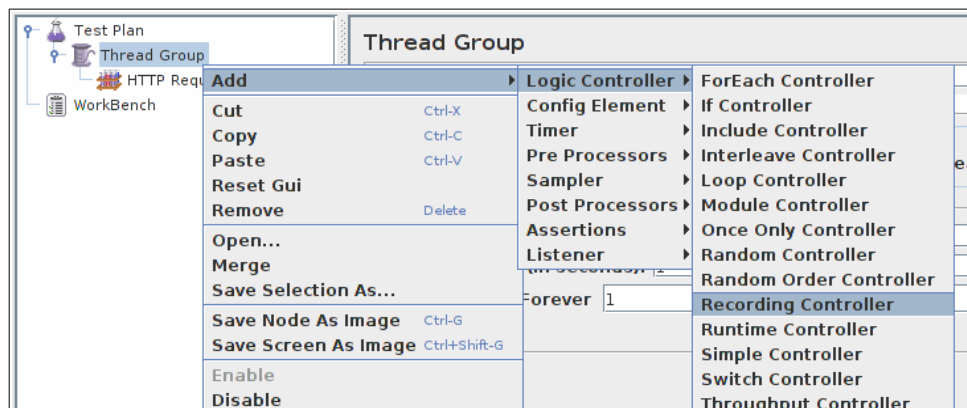 Test Plan
Thread Group
HTTP Requ
WorkBench
Thread Group
Add
Cut Ctrl-X
Copy Ctrl-C
Paste Ctrl-V
Reset Gui
Remove Delete
Open...
Merge
Save Selection As...
Save Node As Image Ctrl-G
Save Screen As Image Ctrl+Shift-G
Enable
Disable
Logic Controller
Config Element
Timer
Pre Processors
Sampler
Post Processors
Assertions
Listener
(in seconds): 1
Forever 1
ForEach Controller
If Controller
Include Controller
Interleave Controller
Loop Controller
Module Controller
Once Only Controller
Random Controller
Random Order Controller
Recording Controller
Runtime Controller
Simple Controller
Switch Controller
Throughput Controller